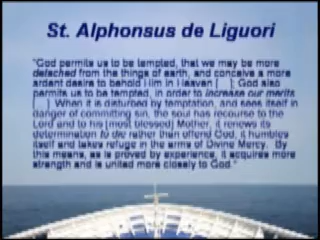 St. Alphonsus de Liguori
"God permits us to be tempted, that we may be more
detached from the things of earth, and conceive a more
ardent desire to behold Him in Heaven [ ]; God also
permits us to be tempted, in order to increase our merits
[ ]. When it is disturbed by temptation, and sees itself in
danger of committing sin, the soul has recourse to the
Lord and to his [most blessed] Mother, it renews its
determination to die rather than offend God, it humbles
itself and takes refuge in the arms of Divine Mercy. By
this means, as is proved by experience, it acquires more
strength and is united more closely to God."